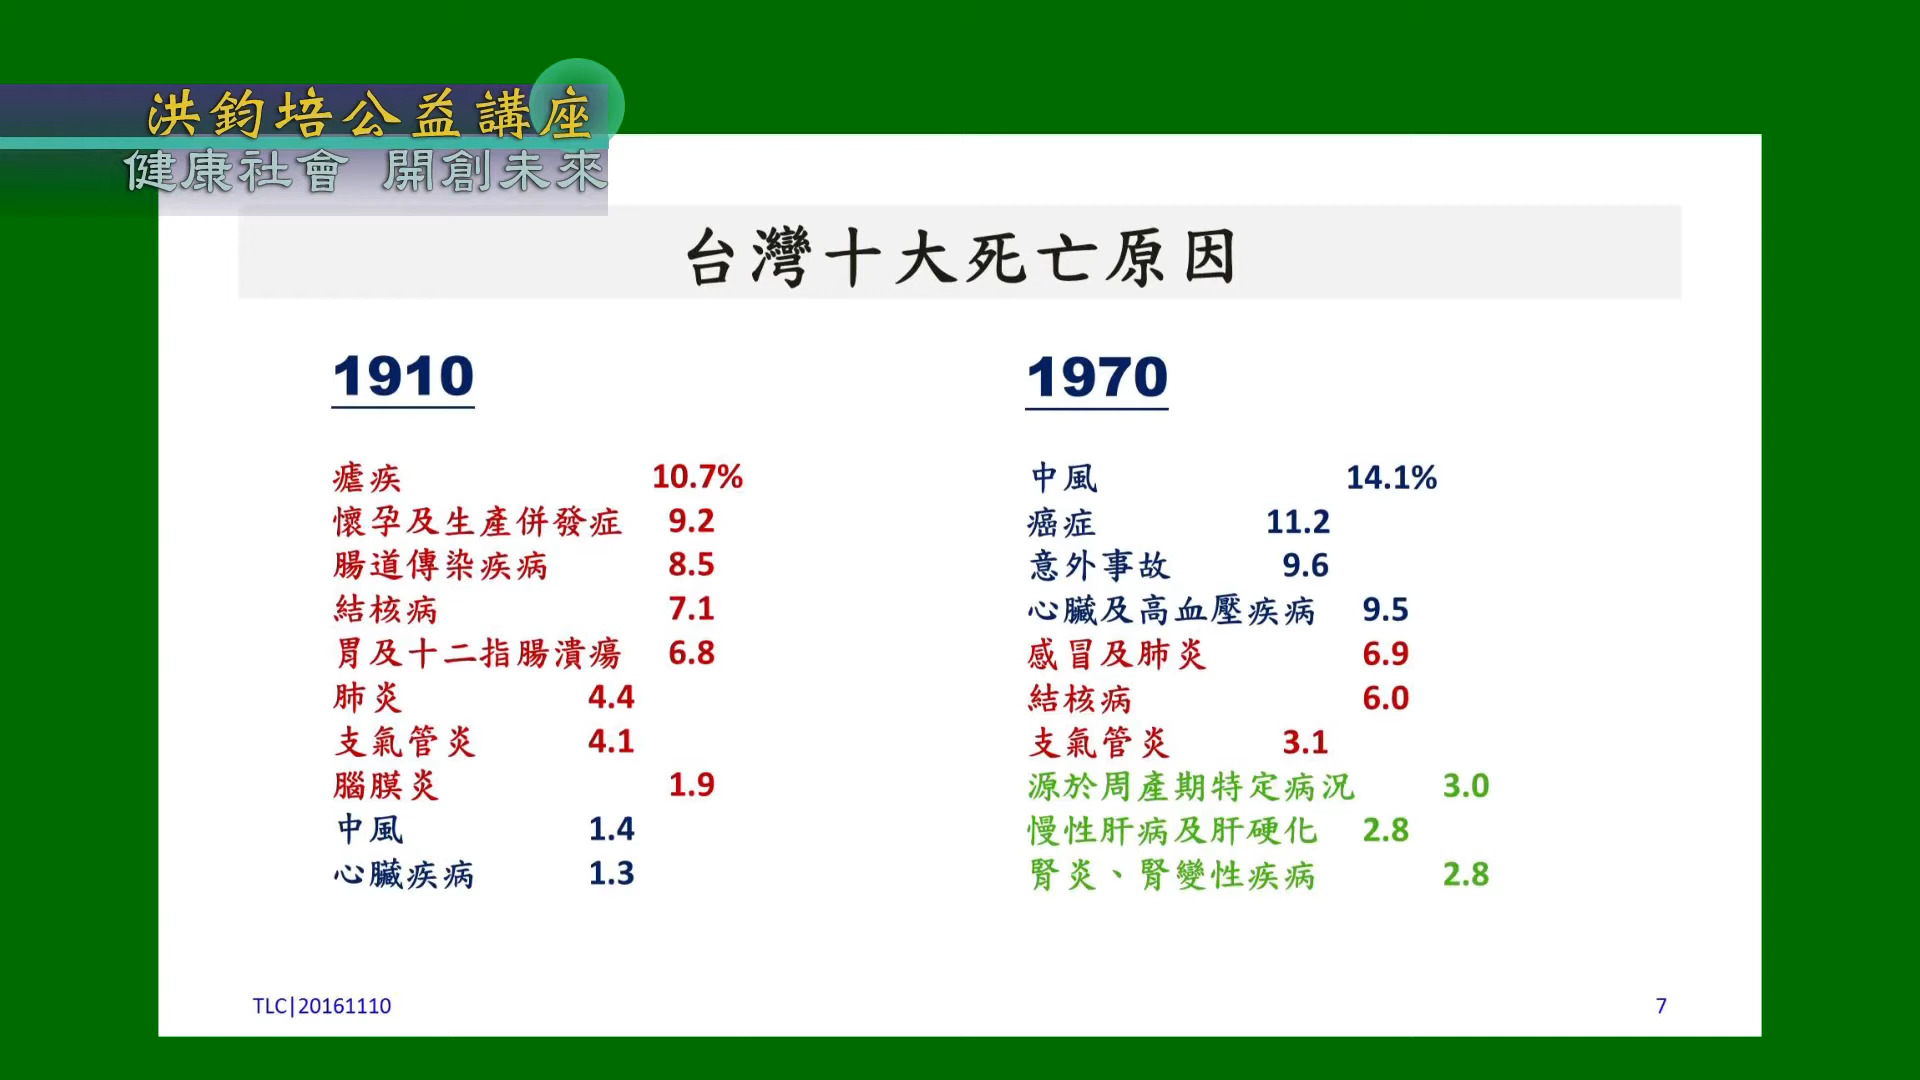 洪鈞培公益講座
健康社會 開創未來
台灣十大死亡原因
1910
瘧疾 10.7%
懷孕及生產併發症 9.2
腸道傳染疾病 8.5
結核病 7.1
胃及十二指腸潰瘍 6.8
肺炎 4.4
支氣管炎 4.1
腦膜炎 1.9
中風 1.4
心臟疾病 1.3
1970
中風 14.1%
癌症 11.2
意外事故 9.6
心臟及高血壓疾病 9.5
感冒及肺炎 6.9
結核病 6.0
支氣管炎 3.1
源於周產期特定病況 3.0
慢性肝病及肝硬化 2.8
腎炎、腎變性疾病 2.8
TLC|20161110
7